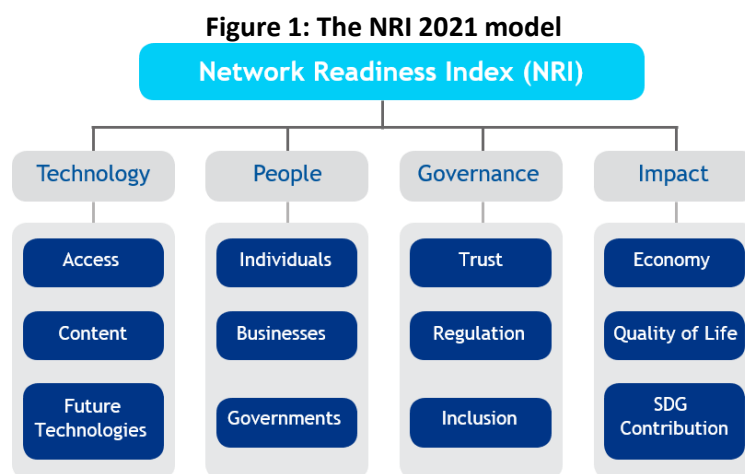 Figure 1: The NRI 2021 model
Network Readiness Index (NRI)
Technology
People
Governance
Impact
Access
Content
Future
Technologies
Individuals
Businesses
Governments
Trust
Regulation
Inclusion
Economy
Quality of Life
SDG
Contribution